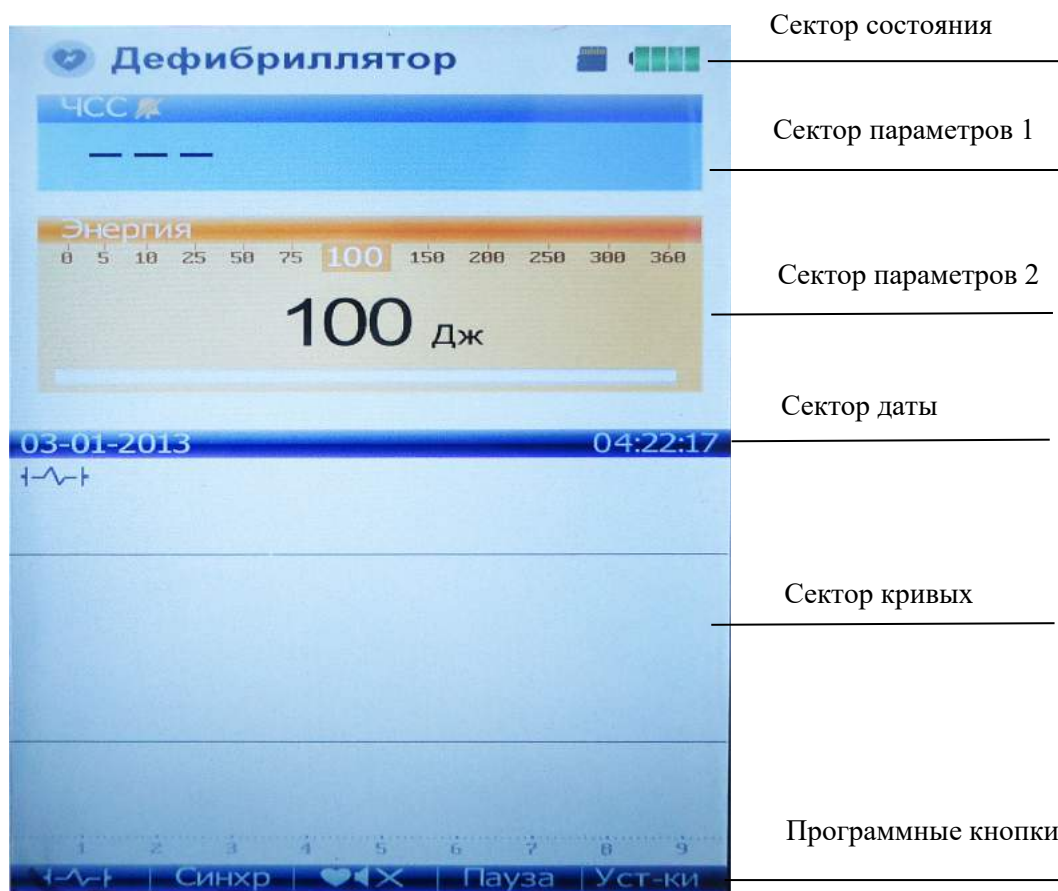 Сектор состояния
Дефибриллятор
ЧСС
Сектор параметров 1
– – –
Энергия
0 5 10 25 50 75 100 150 200 250 300 360
Сектор параметров 2
100 Дж
Сектор даты
03-01-2013 04:22:17
Сектор кривых
Программные кнопки
1 2 3 4 5 6 7 8 9
Синхр Пауза Уст-ки